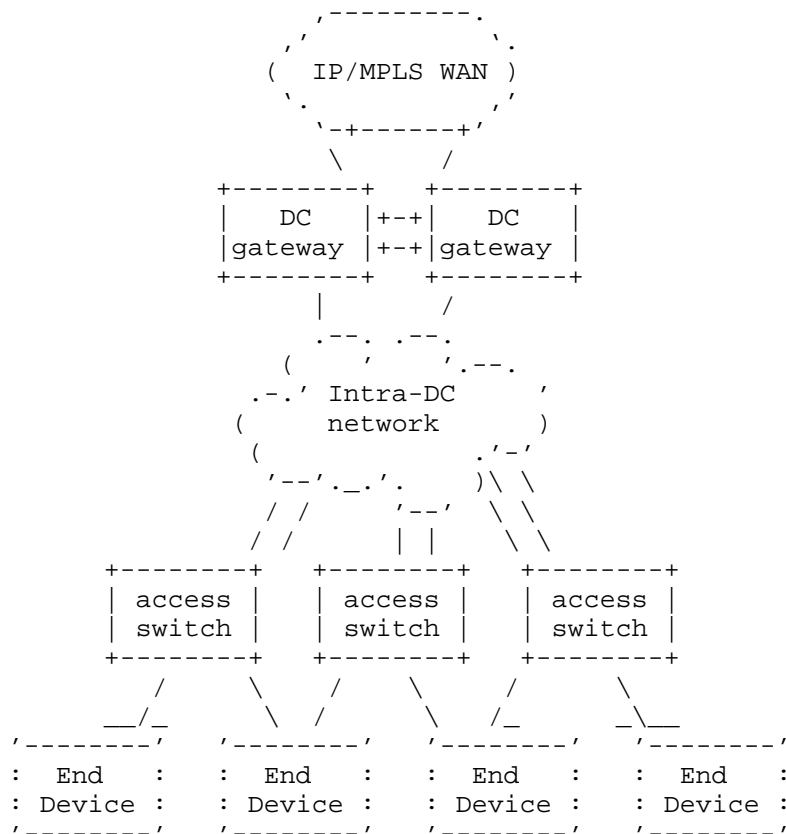 IP/MPLS WAN
DC DC
gateway gateway
Intra-DC
network
access access access
switch switch switch
End End End End
Device Device Device Device